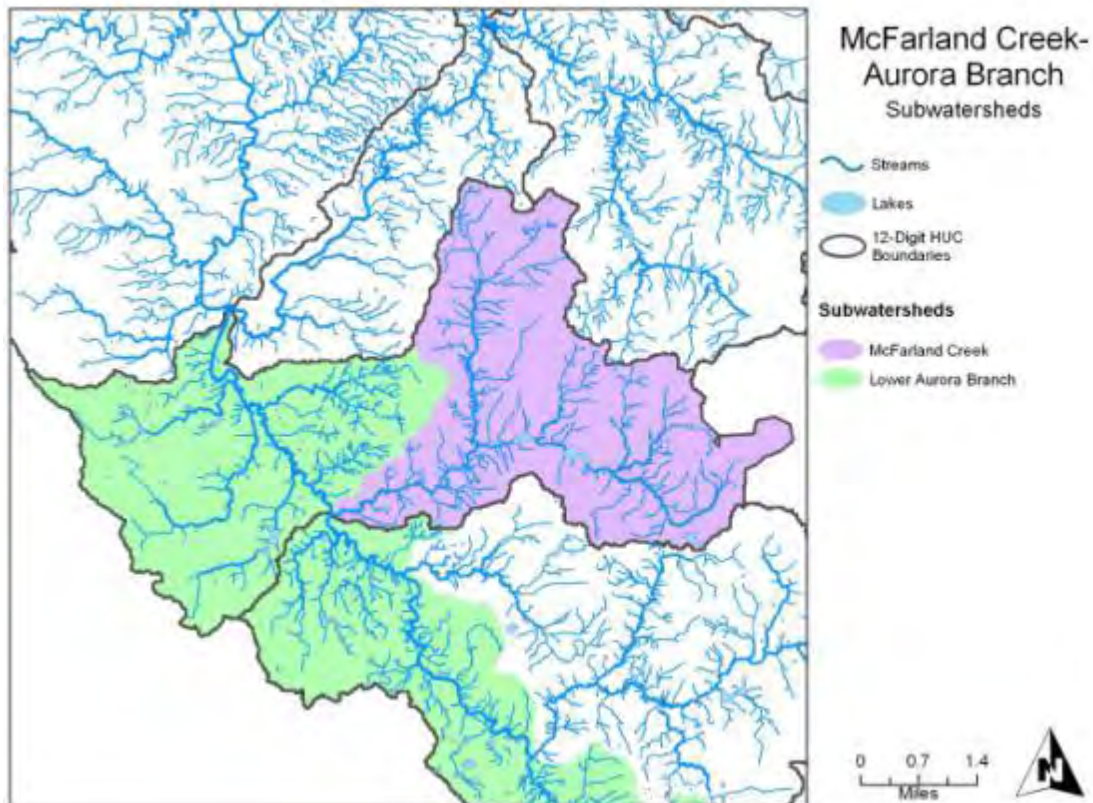 McFarland Creek-
Aurora Branch
Subwatersheds
Streams
Lakes
12-Digit HUC
Boundaries
Subwatersheds
McFarland Creek
Lower Aurora Branch
0 0.7 1.4
Miles
N